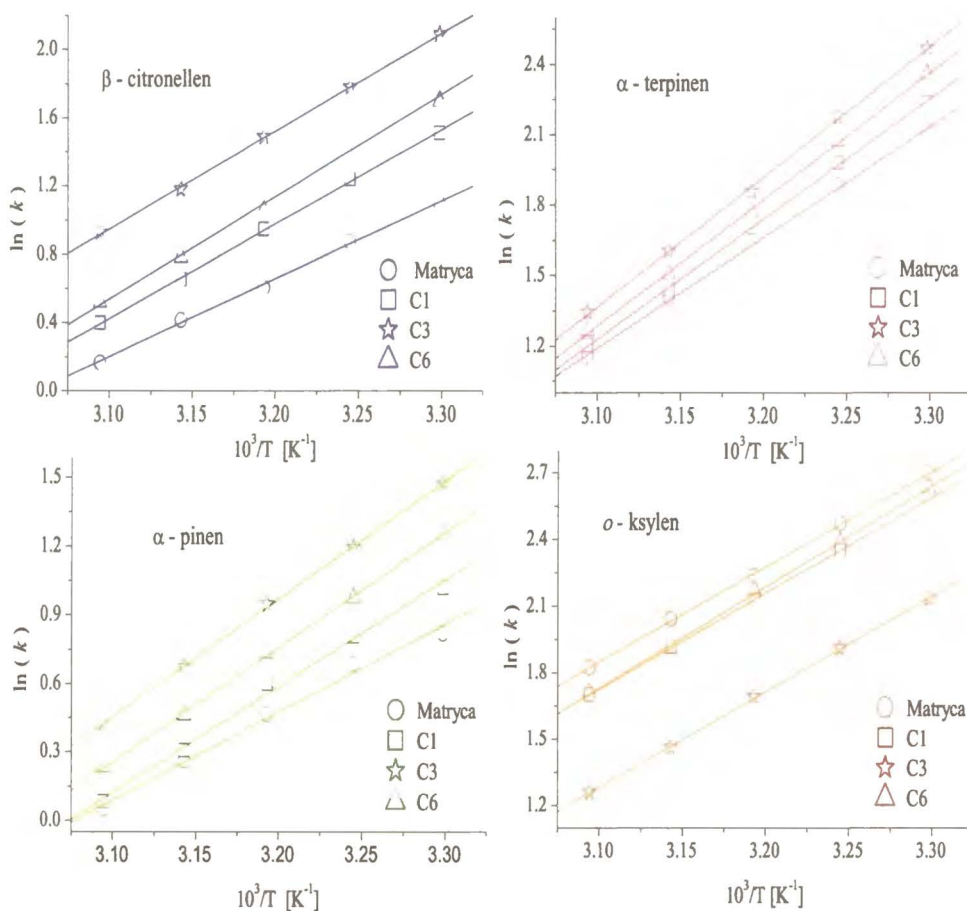 β - citronellen
ln ( k )
2.0
1.6
1.2
0.8
0.4
0.0
Matryca
C1
C3
C6
3.10
3.15
3.20
3.25
3.30
10³/T [K⁻¹]
α - terpinen
2.4
2.1
1.8
1.5
1.2
Matryca
C1
C3
C6
3.10
3.15
3.20
3.25
3.30
10³/T [K⁻¹]
α - pinen
ln ( k )
1.5
1.2
0.9
0.6
0.3
0.0
Matryca
C1
C3
C6
3.10
3.15
3.20
3.25
3.30
10³/T [K⁻¹]
o - ksylen
2.7
2.4
2.1
1.8
1.5
1.2
Matryca
C1
C3
C6
3.10
3.15
3.20
3.25
3.30
10³/T [K⁻¹]